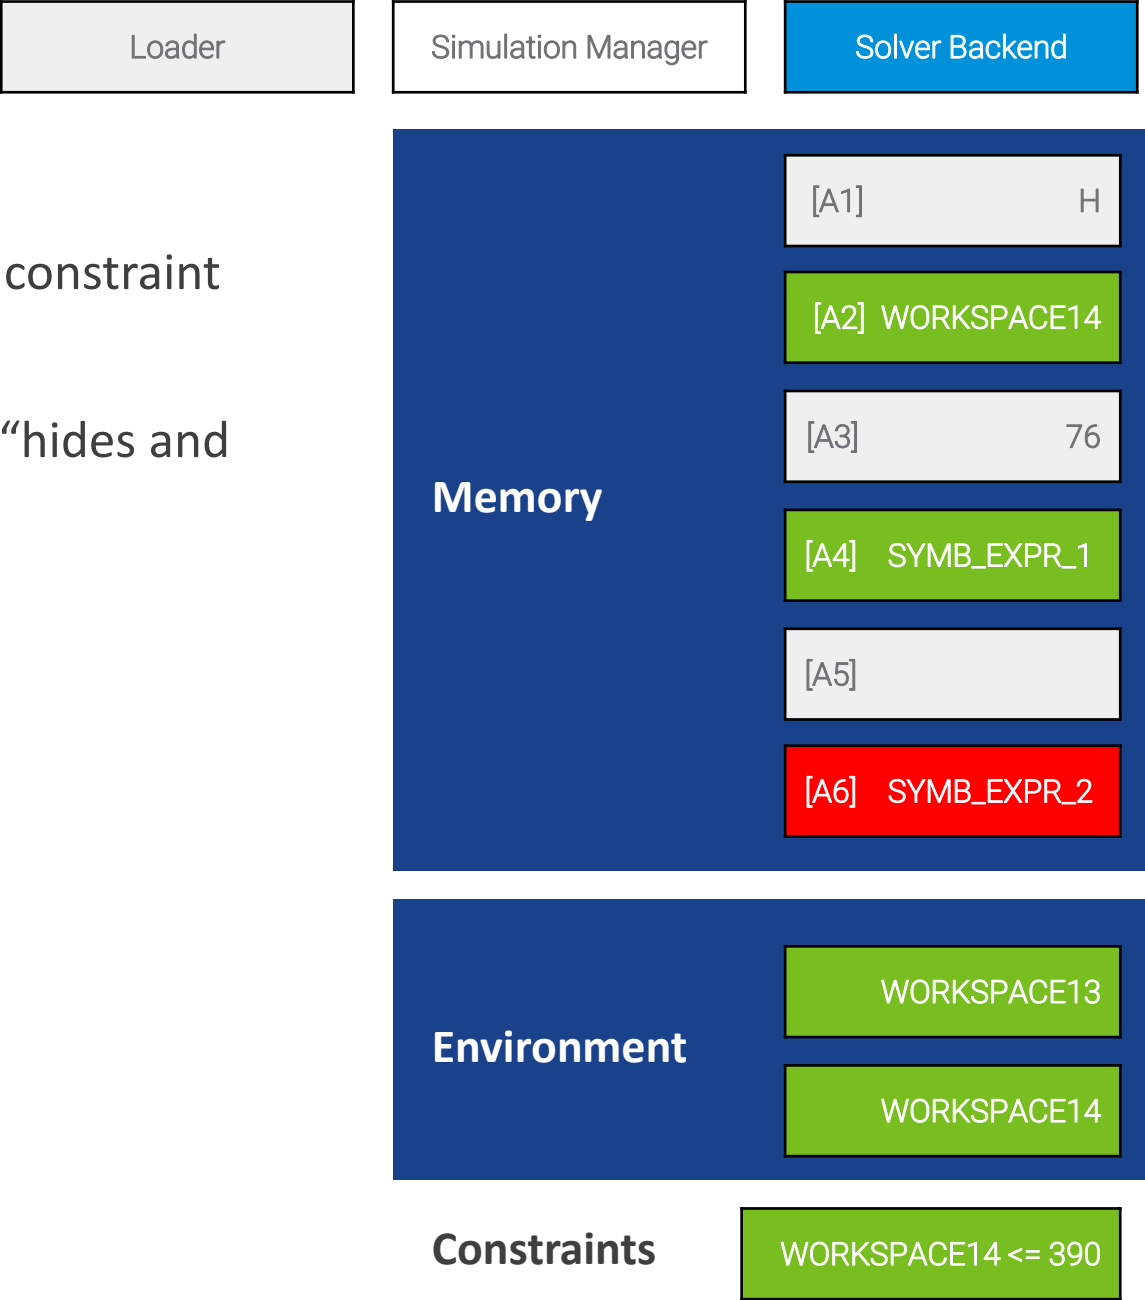 Loader
Simulation Manager
Solver Backend
constraint
“hides and
Memory
[A1] H
[A2] WORKSPACE14
[A3] 76
[A4] SYMB_EXPR_1
[A5]
[A6] SYMB_EXPR_2
Environment
WORKSPACE13
WORKSPACE14
Constraints
WORKSPACE14 <= 390